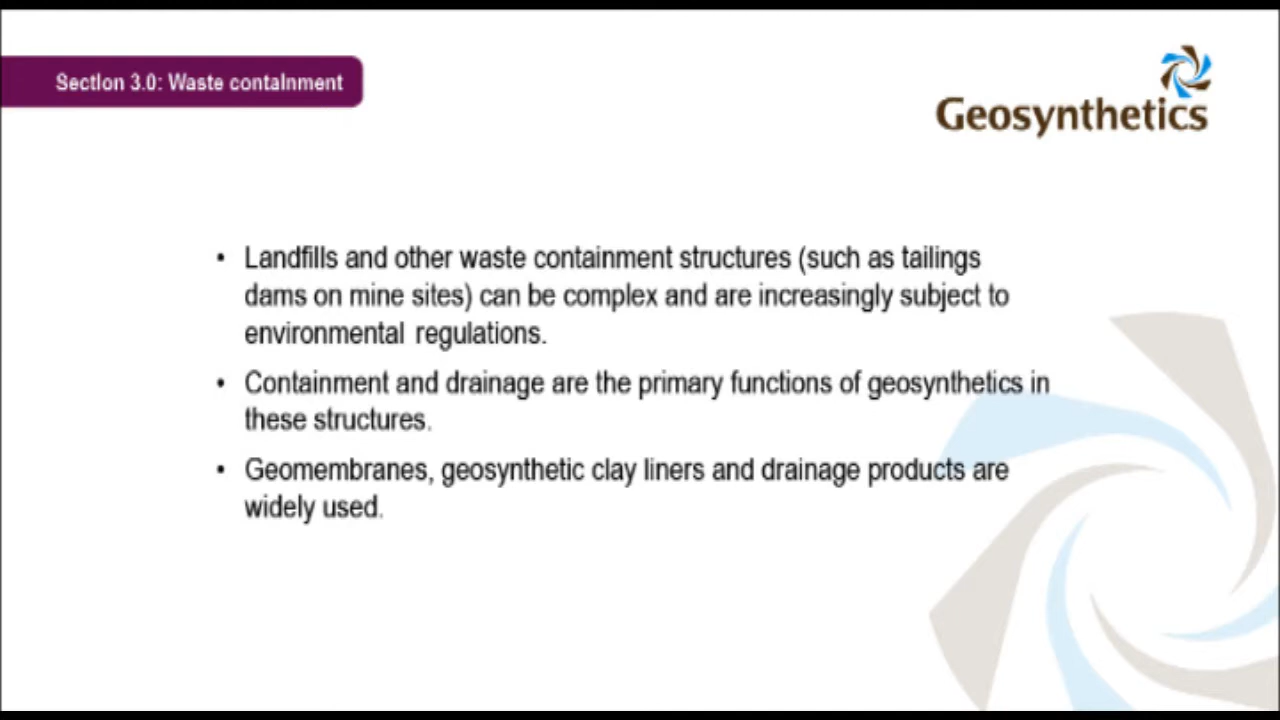 Section 3.0: Waste containment
Geosynthetics
• Landfills and other waste containment structures (such as tailings
dams on mine sites) can be complex and are increasingly subject to
environmental regulations.
• Containment and drainage are the primary functions of geosynthetics in
these structures.
• Geomembranes, geosynthetic clay liners and drainage products are
widely used.